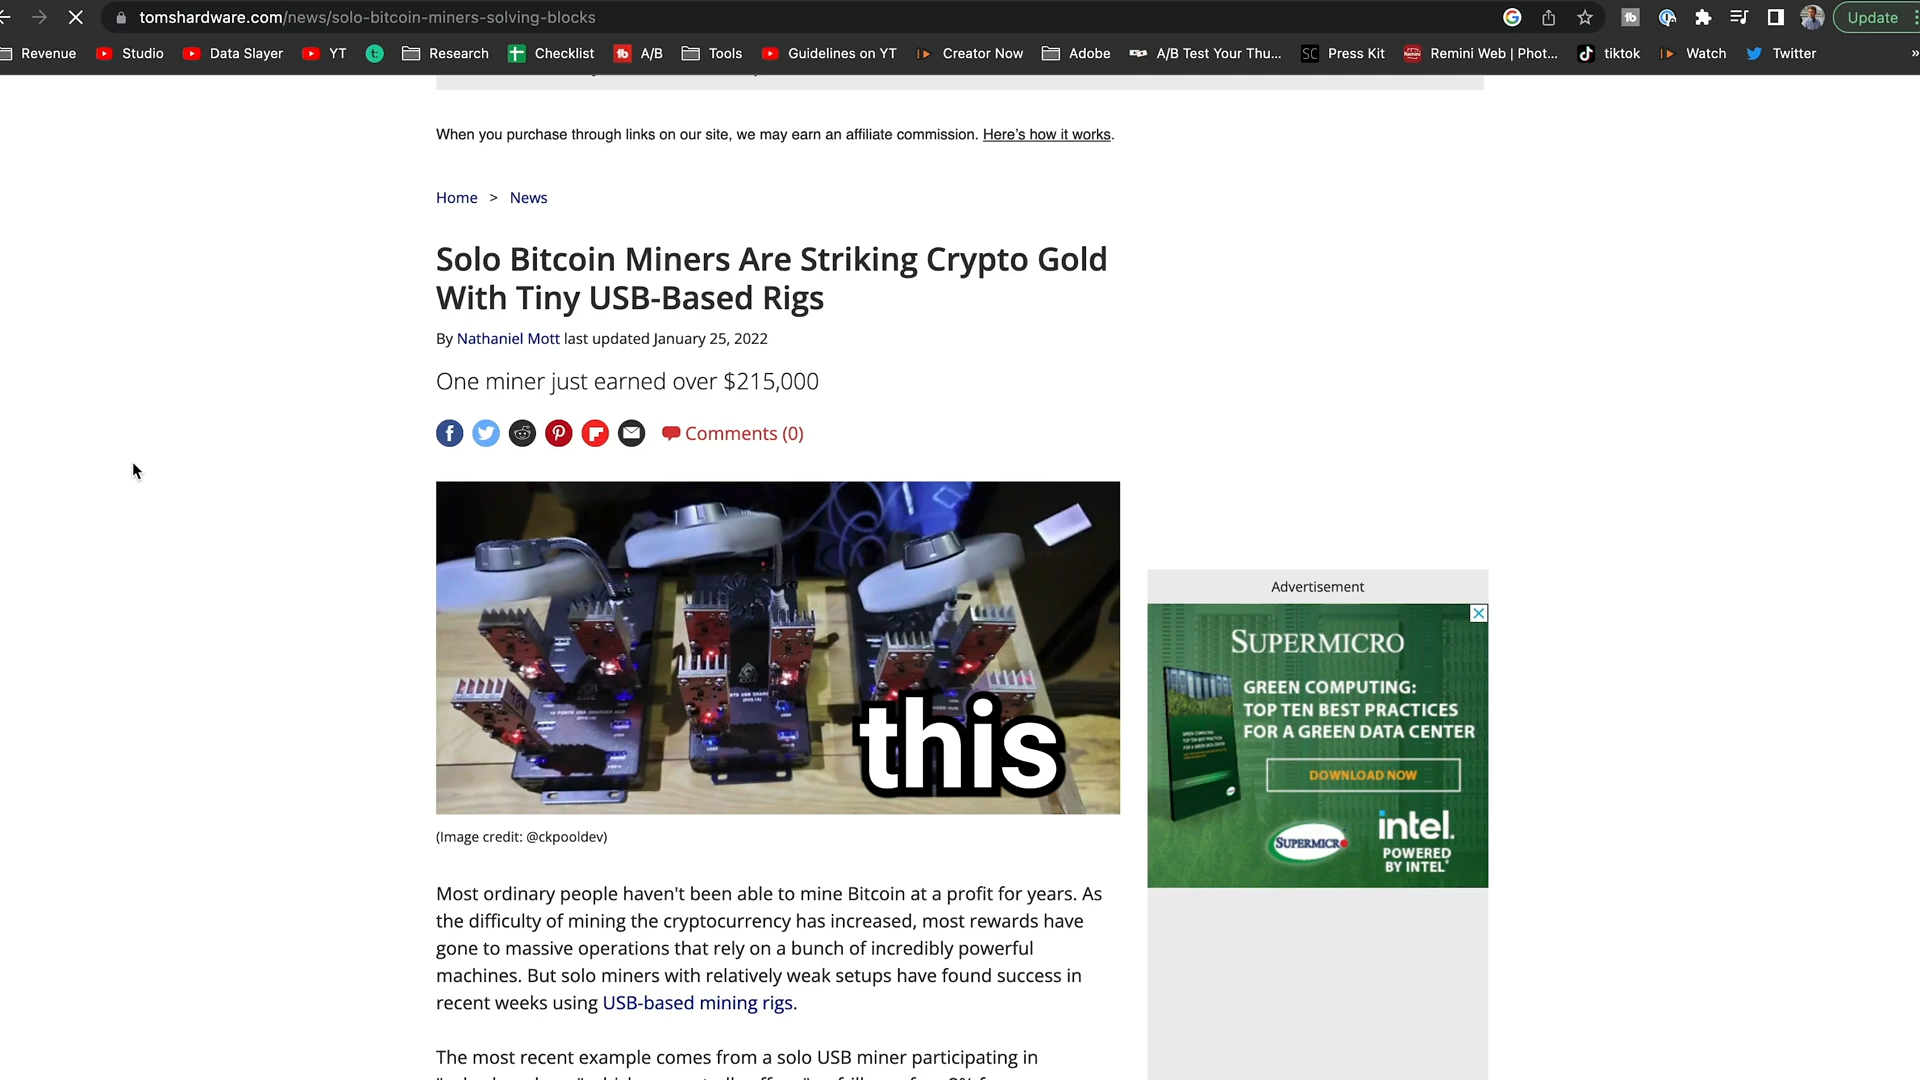 tomshardware.com/news/solo-bitcoin-miners-solving-blocks
Update
Revenue
Studio
Data Slayer
YT
Research
Checklist
A/B
Tools
Guidelines on YT
Creator Now
Adobe
A/B Test Your Thu...
Press Kit
Remini Web | Phot...
tiktok
Watch
Twitter
»
When you purchase through links on our site, we may earn an affiliate commission. Here’s how it works.
Home > News
Solo Bitcoin Miners Are Striking Crypto Gold
With Tiny USB-Based Rigs
By Nathaniel Mott last updated January 25, 2022
One miner just earned over $215,000
Comments (0)
this
(Image credit: @ckpooldev)
Advertisement
SUPERMICRO
GREEN COMPUTING:
TOP TEN BEST PRACTICES
FOR A GREEN DATA CENTER
DOWNLOAD NOW
SUPERMICR
intel.
POWERED
BY INTEL®
Most ordinary people haven't been able to mine Bitcoin at a profit for years. As
the difficulty of mining the cryptocurrency has increased, most rewards have
gone to massive operations that rely on a bunch of incredibly powerful
machines. But solo miners with relatively weak setups have found success in
recent weeks using USB-based mining rigs.
The most recent example comes from a solo USB miner participating in